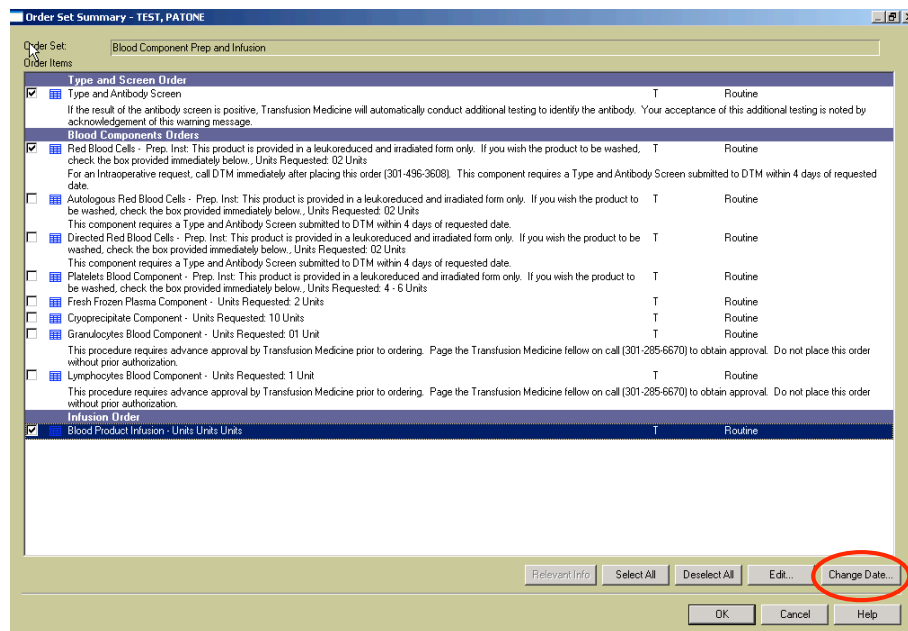 Order Set Summary - TEST, PATONE
Order Set: Blood Component Prep and Infusion
Order Items
Type and Screen Order
Type and Antibody Screen T Routine
If the result of the antibody screen is positive, Transfusion Medicine will automatically conduct additional testing to identify the antibody. Your acceptance of this additional testing is noted by
acknowledgement of this warning message.
Blood Components Orders
Red Blood Cells - Prep. Inst: This product is provided in a leukoreduced and irradiated form only. If you wish the product to be washed, T Routine
check the box provided immediately below., Units Requested: 02 Units
For an Intraoperative request, call DTM immediately after placing this order (301-496-3608). This component requires a Type and Antibody Screen submitted to DTM within 4 days of requested
date.
Autologous Red Blood Cells - Prep. Inst: This product is provided in a leukoreduced and irradiated form only. If you wish the product to T Routine
be washed, check the box provided immediately below., Units Requested: 02 Units
This component requires a Type and Antibody Screen submitted to DTM within 4 days of requested date.
Directed Red Blood Cells - Prep. Inst: This product is provided in a leukoreduced and irradiated form only. If you wish the product to be T Routine
washed, check the box provided immediately below., Units Requested: 02 Units
This component requires a Type and Antibody Screen submitted to DTM within 4 days of requested date.
Platelets Blood Component - Prep. Inst: This product is provided in a leukoreduced and irradiated form only. If you wish the product to T Routine
be washed, check the box provided immediately below., Units Requested: 4 - 6 Units
Fresh Frozen Plasma Component - Units Requested: 2 Units T Routine
Cryoprecipitate Component - Units Requested: 10 Units T Routine
Granulocytes Blood Component - Units Requested: 01 Unit T Routine
This procedure requires advance approval by Transfusion Medicine prior to ordering. Page the Transfusion Medicine fellow on call (301-285-6670) to obtain approval. Do not place this order
without prior authorization.
Lymphocytes Blood Component - Units Requested: 1 Unit T Routine
This procedure requires advance approval by Transfusion Medicine prior to ordering. Page the Transfusion Medicine fellow on call (301-285-6670) to obtain approval. Do not place this order
without prior authorization.
Infusion Order
Blood Product Infusion - Units Units Units T Routine
Relevant Info Select All Deselect All Edit... Change Date...
OK Cancel Help